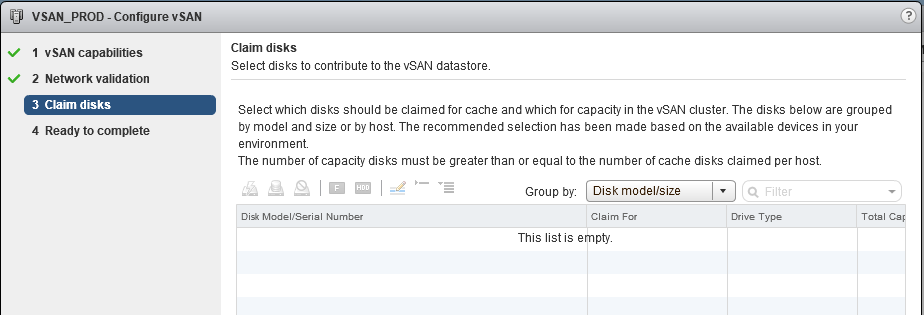 VSAN_PROD - Configure vSAN
?
1 vSAN capabilities
2 Network validation
3 Claim disks
4 Ready to complete
Claim disks
Select disks to contribute to the vSAN datastore.
Select which disks should be claimed for cache and which for capacity in the vSAN cluster. The disks below are grouped
by model and size or by host. The recommended selection has been made based on the available devices in your
environment.
The number of capacity disks must be greater than or equal to the number of cache disks claimed per host.
F HDD Group by: Disk model/size Filter
Disk Model/Serial Number Claim For Drive Type Total Cap
This list is empty.